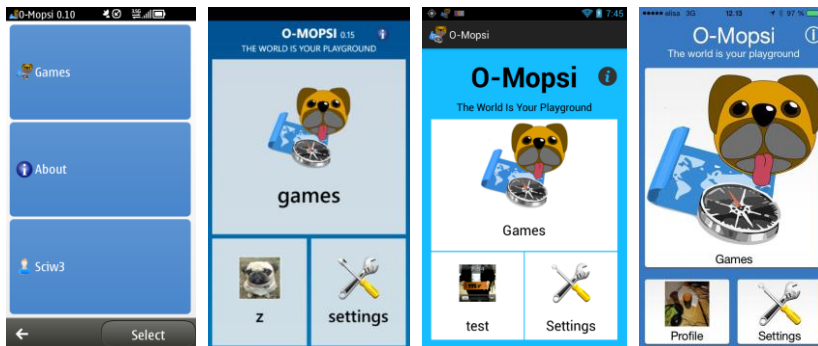 O-Mopsi 0.10
Games
About
Sciw3
Select
O-MOPSI 0.15
THE WORLD IS YOUR PLAYGROUND
games
z
settings
7:45
O-Mopsi
O-Mopsi
The World Is Your Playground
Games
test
Settings
elisa 3G 12.13 97 %
O-Mopsi
The world is your playground
Games
Profile
Settings